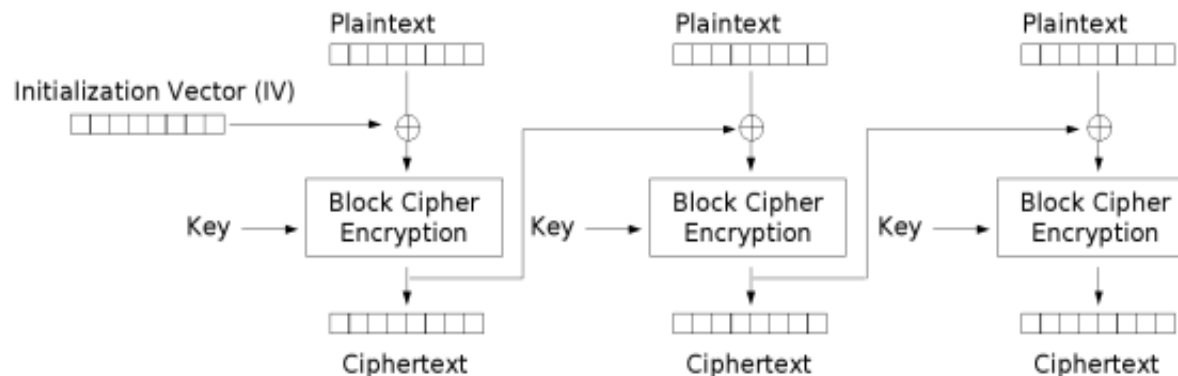 Plaintext
Plaintext
Plaintext
Initialization Vector (IV)
Key
Block Cipher
Encryption
Key
Block Cipher
Encryption
Key
Block Cipher
Encryption
Ciphertext
Ciphertext
Ciphertext